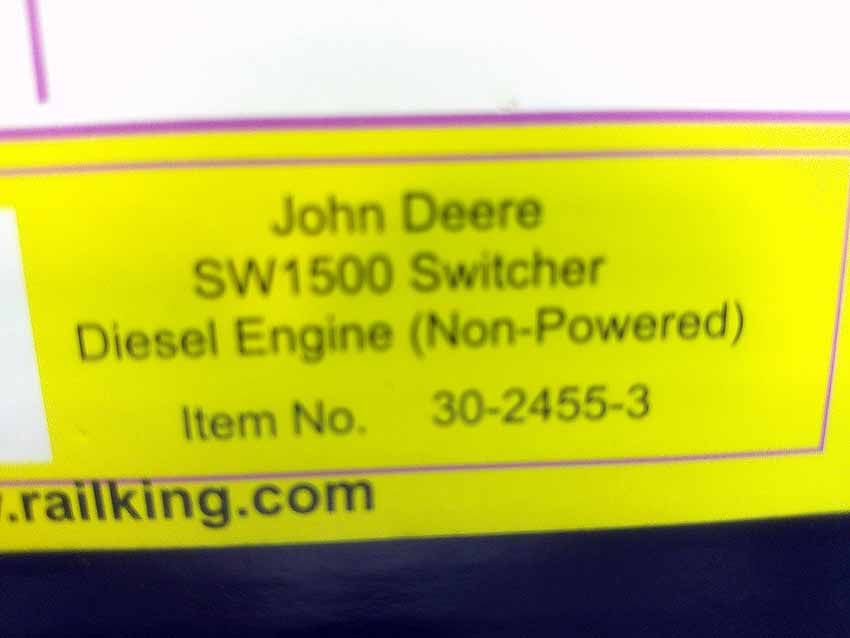 John Deere
SW1500 Switcher
Diesel Engine (Non-Powered)
Item No. 30-2455-3
.railking.com